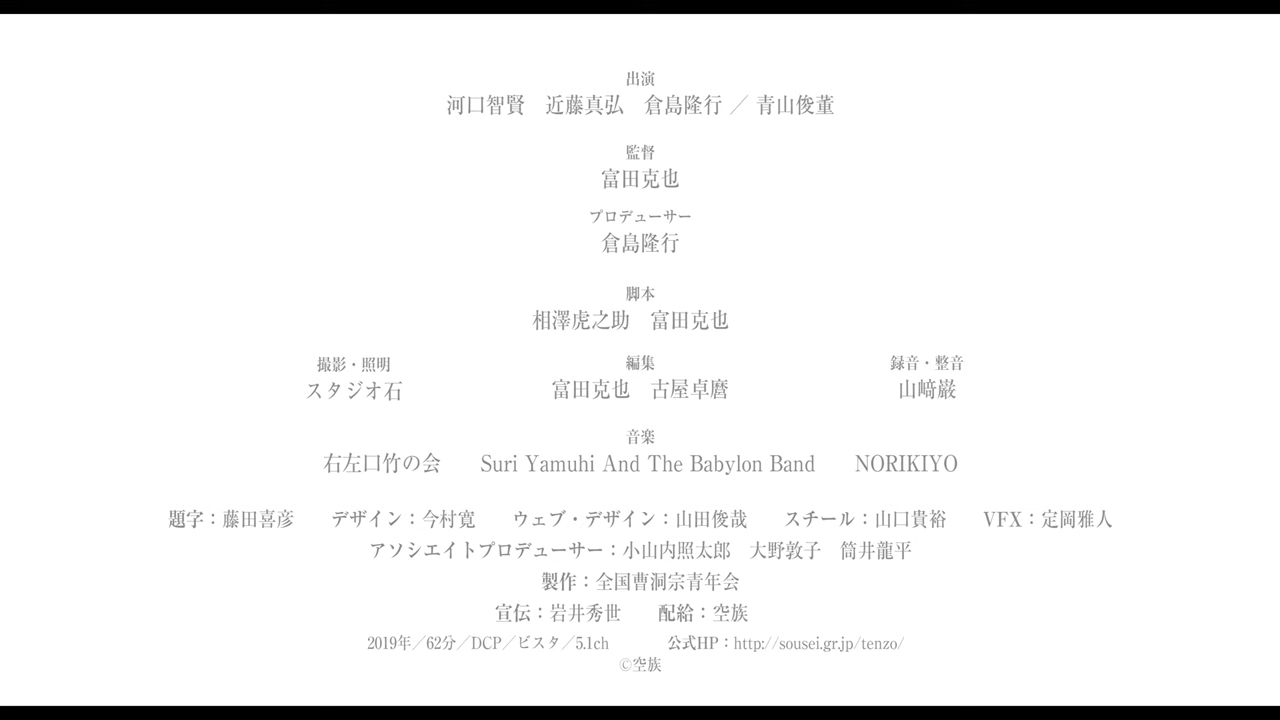 出演
河口智賢　近藤真弘　倉島隆行 ／ 青山俊董
監督
富田克也
プロデューサー
倉島隆行
脚本
相澤虎之助　富田克也
撮影・照明　編集　録音・整音
スタジオ石　富田克也　古屋卓麿　山﨑巌
音楽
右左口竹の会　Suri Yamuhi And The Babylon Band　NORIKIYO
題字：藤田喜彦　デザイン：今村寛　ウェブ・デザイン：山田俊哉　スチール：山口貴裕　VFX：定岡雅人
アソシエイトプロデューサー：小山内照太郎　大野敦子　筒井龍平
製作：全国曹洞宗青年会
宣伝：岩井秀世　配給：空族
2019年／62分／DCP／ビスタ／5.1ch　公式HP：http://sousei.gr.jp/tenzo/
©空族